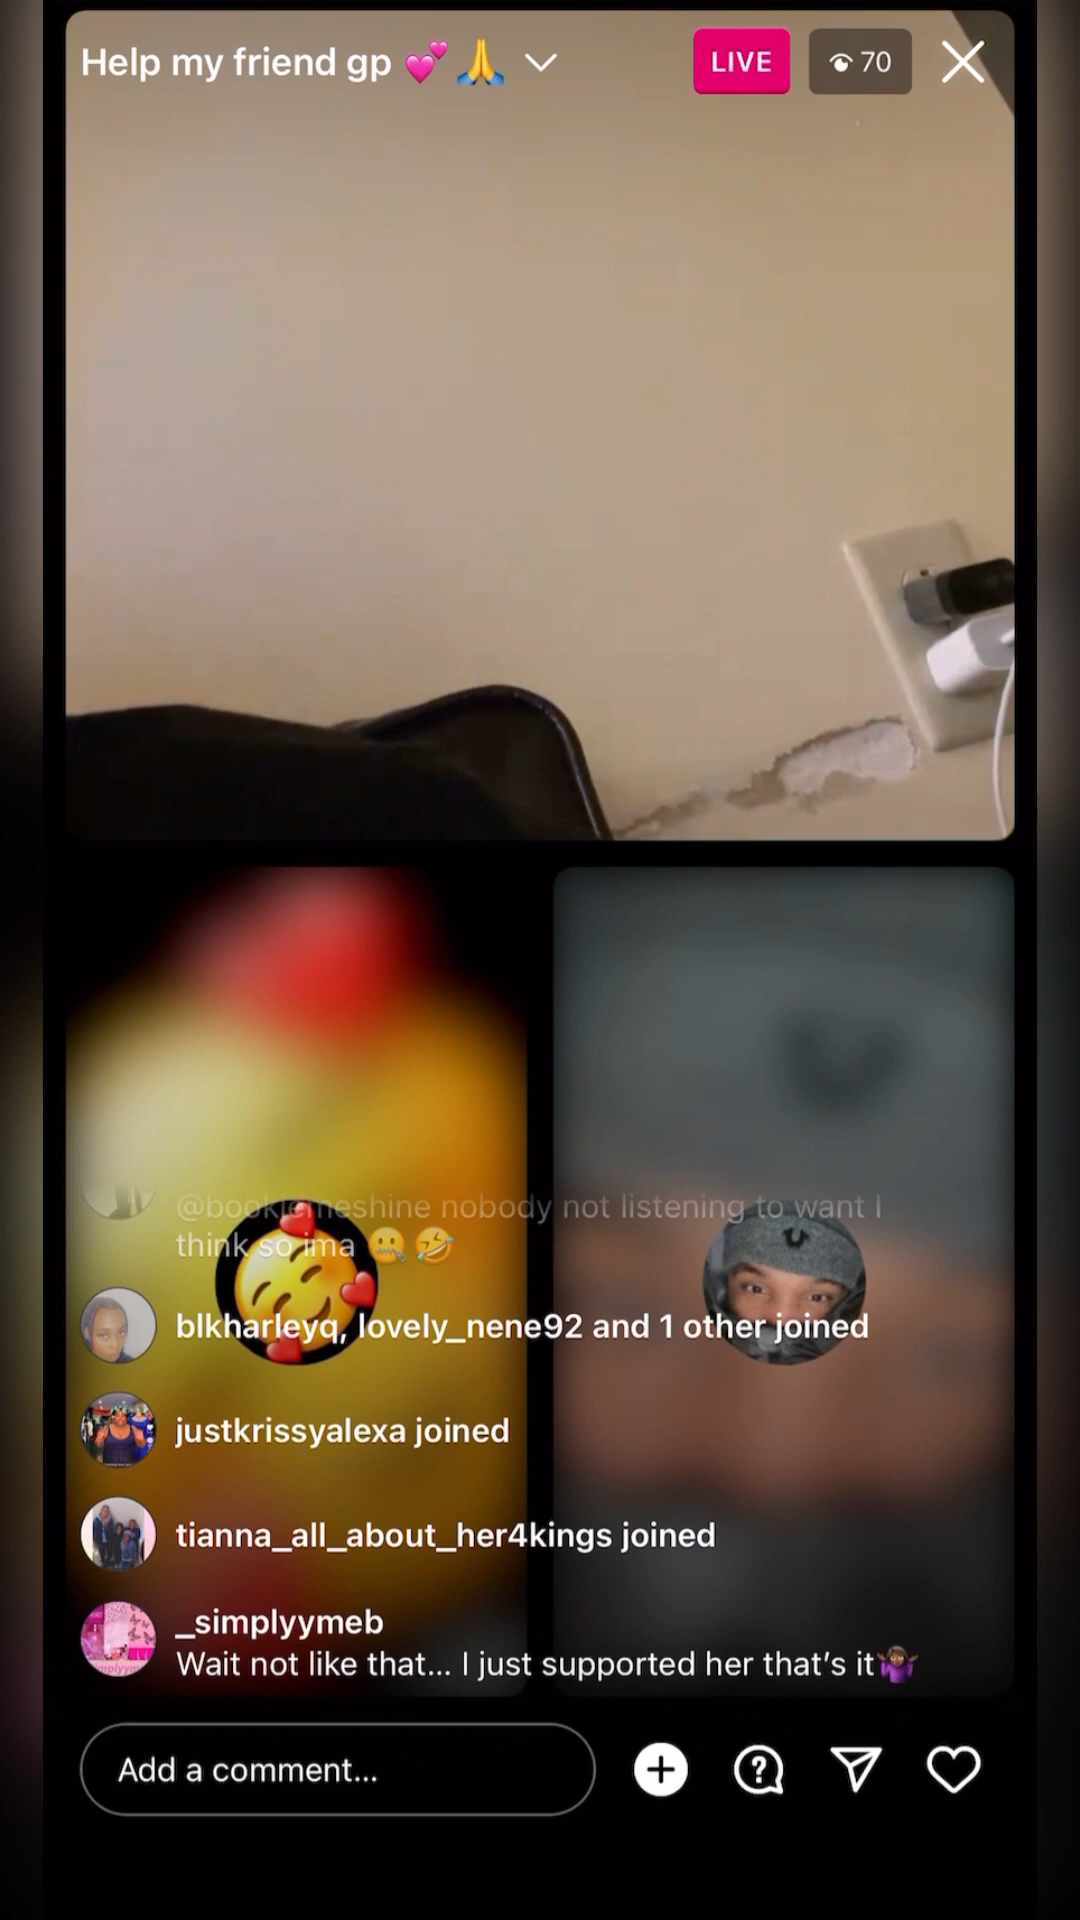 Help my friend gp 💕 🙏
LIVE
70
@bookiemeshine nobody not listening to want I
think so ima 🤐 🤣
blkharleyq, lovely_nene92 and 1 other joined
justkrissyalexa joined
tianna_all_about_her4kings joined
_simplyymeb
Wait not like that... I just supported her that’s it🤷🏾‍♀️
Add a comment...